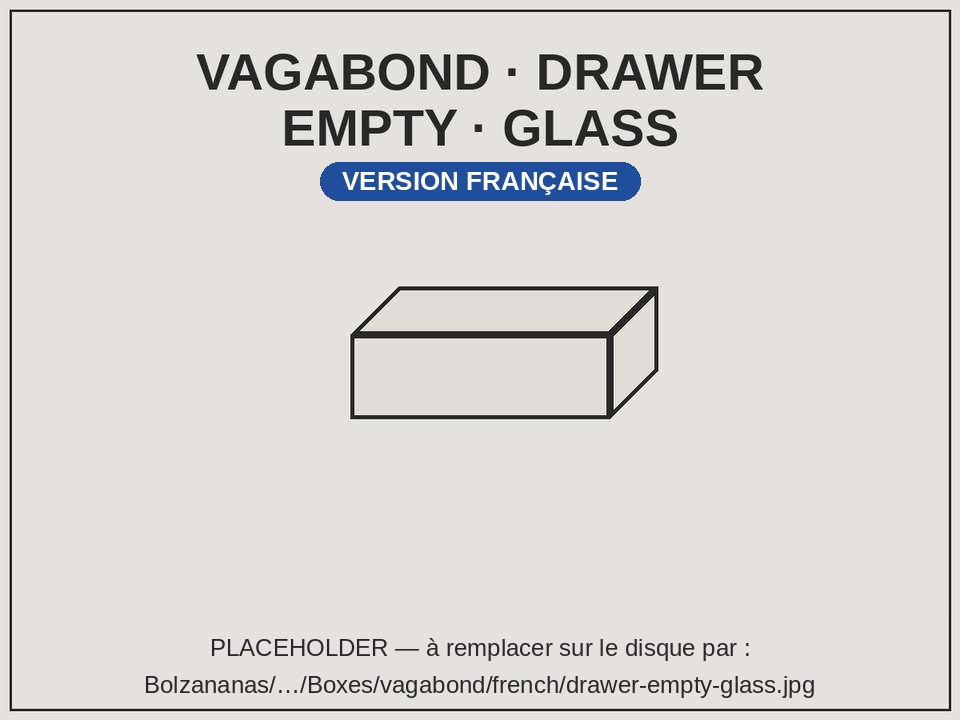 VAGABOND · DRAWER
EMPTY · GLASS
VERSION FRANÇAISE
PLACEHOLDER — à remplacer sur le disque par :
Bolzananas/…/Boxes/vagabond/french/drawer-empty-glass.jpg